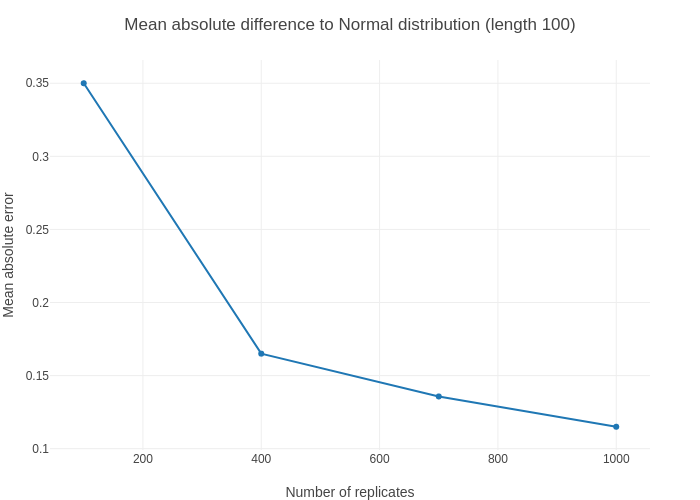 Mean absolute difference to Normal distribution (length 100)
Mean absolute error
0.35
0.3
0.25
0.2
0.15
0.1
200 400 600 800 1000
Number of replicates